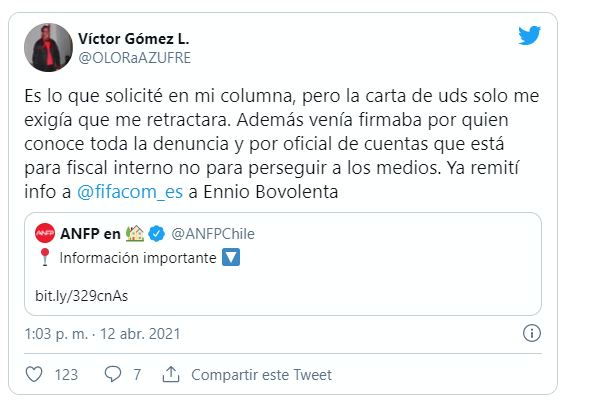 Víctor Gómez L.
@OLORaAZUFRE
Es lo que solicité en mi columna, pero la carta de uds solo me
exigía que me retractara. Además venía firmaba por quien
conoce toda la denuncia y por oficial de cuentas que está
para fiscal interno no para perseguir a los medios. Ya remití
info a @fifacom_es a Ennio Bovolenta
ANFP en 🏡 @ANFPChile
📍 Información importante 🔽
bit.ly/329cnAs
1:03 p. m. · 12 abr. 2021
123 7 Compartir este Tweet